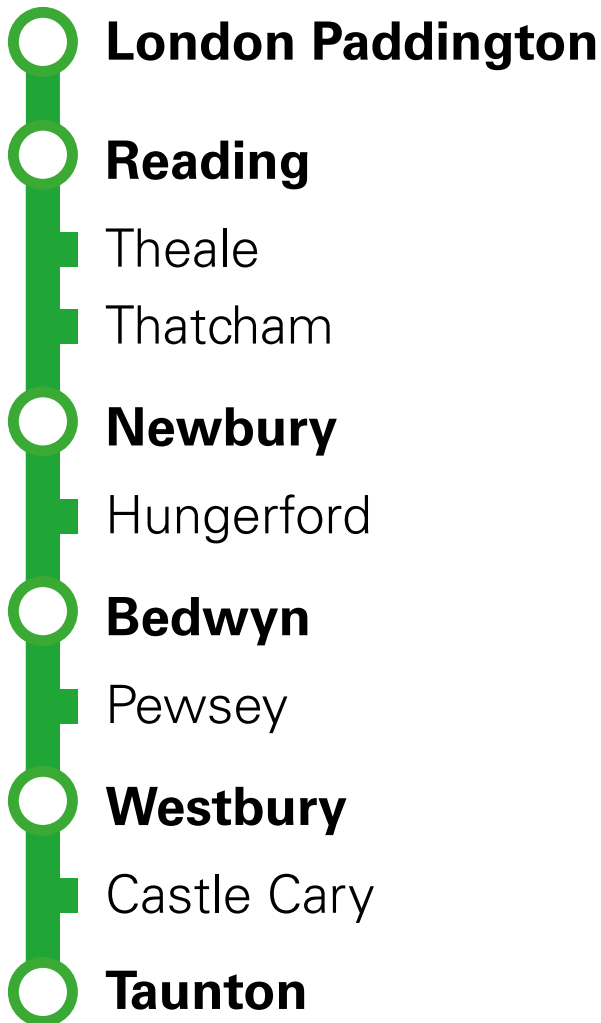 London Paddington
Reading
Theale
Thatcham
Newbury
Hungerford
Bedwyn
Pewsey
Westbury
Castle Cary
Taunton